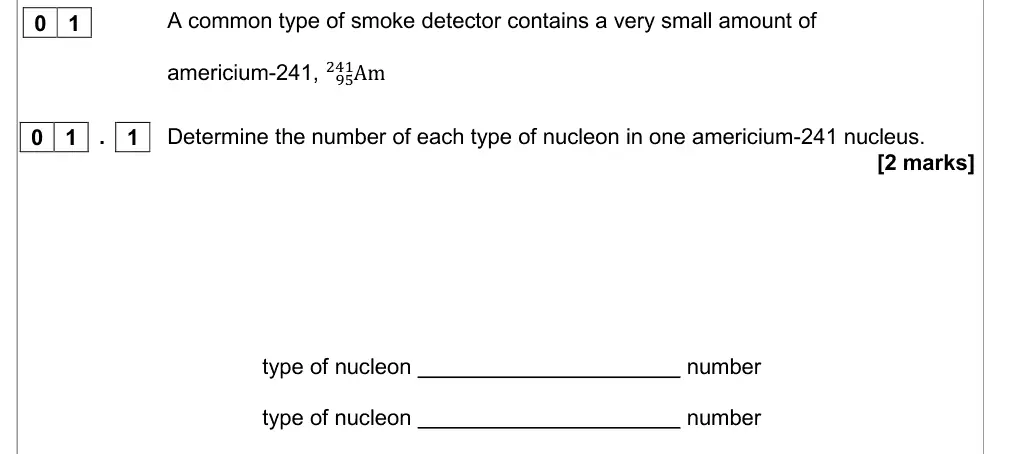 0 1 A common type of smoke detector contains a very small amount of
americium-241, ²⁴¹₉₅Am
0 1 . 1 Determine the number of each type of nucleon in one americium-241 nucleus.
[2 marks]
type of nucleon ______________________ number
type of nucleon ______________________ number